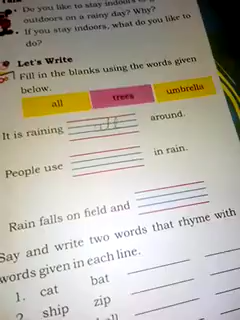 Do you like to stay indoors or go
outdoors on a rainy day? Why?
If you stay indoors, what do you like to
do?
Let's Write
Fill in the blanks using the words given
below.
all trees umbrella
It is raining all around.
People use in rain.
Rain falls on field and
Say and write two words that rhyme with
words given in each line.
1. cat bat
2. ship zip